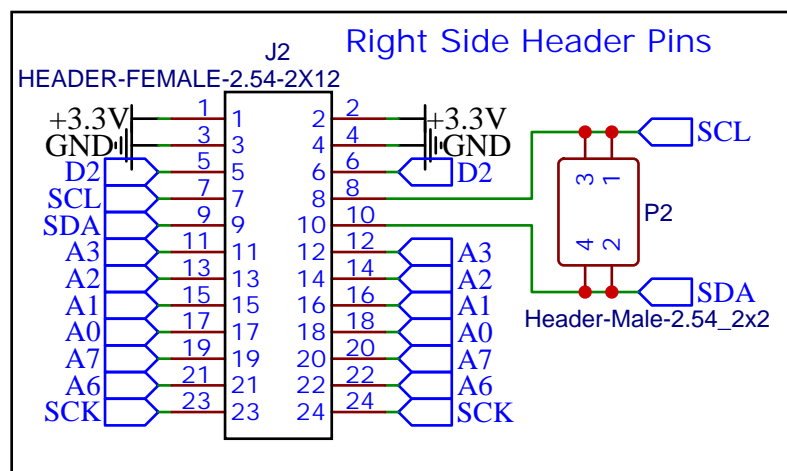 Right Side Header Pins
J2
HEADER-FEMALE-2.54-2X12
+3.3V 1 1 2 2 +3.3V
GND 3 3 4 4 GND
D2 5 5 6 6 D2
SCL 7 7 8 8
SDA 9 9 10 10
A3 11 11 12 12 A3
A2 13 13 14 14 A2
A1 15 15 16 16 A1
A0 17 17 18 18 A0
A7 19 19 20 20 A7
A6 21 21 22 22 A6
SCK 23 23 24 24 SCK
SCL
3 1
P2
4 2
SDA
Header-Male-2.54_2x2